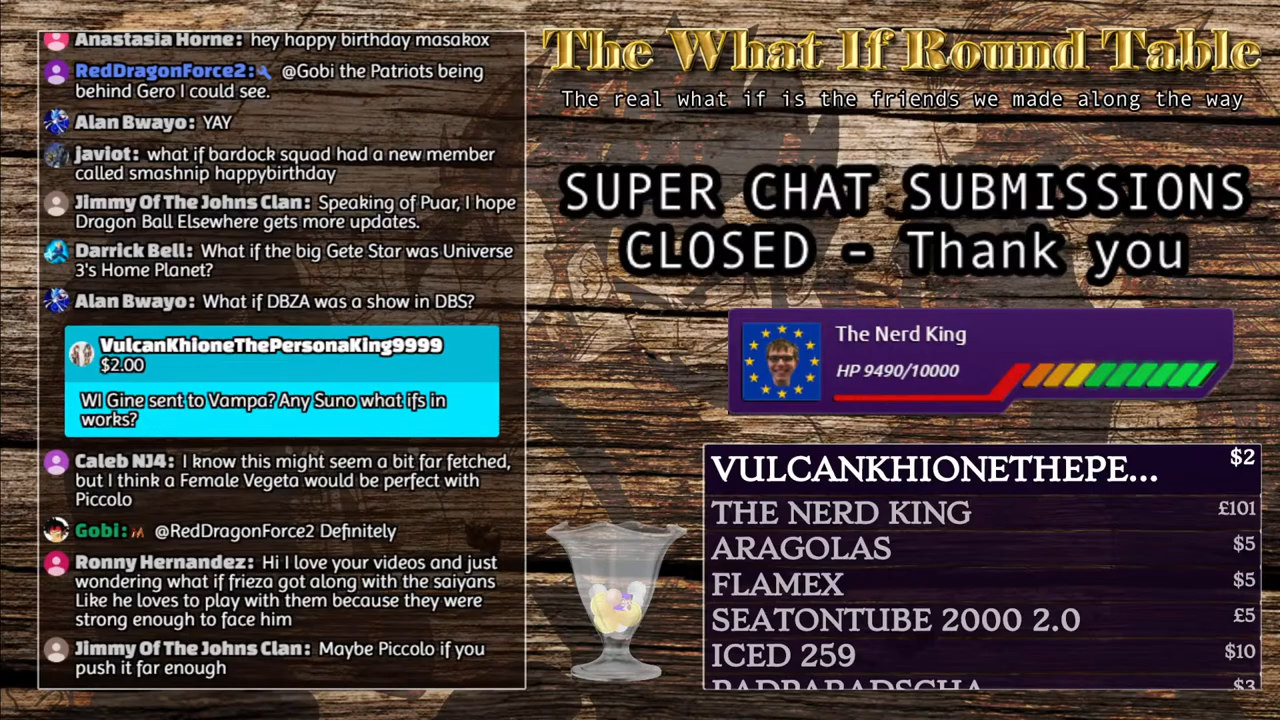 Anastasia Horne: hey happy birthday masakox
RedDragonForce2: @Gobi the Patriots being
behind Gero I could see.
Alan Bwayo: YAY
javiot: what if bardock squad had a new member
called smashnip happybirthday
Jimmy Of The Johns Clan: Speaking of Puar, I hope
Dragon Ball Elsewhere gets more updates.
Darrick Bell: What if the big Gete Star was Universe
3's Home Planet?
Alan Bwayo: What if DBZA was a show in DBS?
VulcanKhioneThePersonaKing9999
$2.00
WI Gine sent to Vampa? Any Suno what ifs in
works?
Caleb NJ4: I know this might seem a bit far fetched,
but I think a Female Vegeta would be perfect with
Piccolo
Gobi: @RedDragonForce2 Definitely
Ronny Hernandez: Hi I love your videos and just
wondering what if frieza got along with the saiyans
Like he loves to play with them because they were
strong enough to face him
Jimmy Of The Johns Clan: Maybe Piccolo if you
push it far enough
The What If Round Table
The real what if is the friends we made along the way
SUPER CHAT SUBMISSIONS
CLOSED - Thank you
The Nerd King
HP 9490/10000
VULCANKHIONETHEPE... $2
THE NERD KING £101
ARAGOLAS $5
FLAMEX $5
SEATONTUBE 2000 2.0 £5
ICED 259 $10
PADPARADSCHA $3